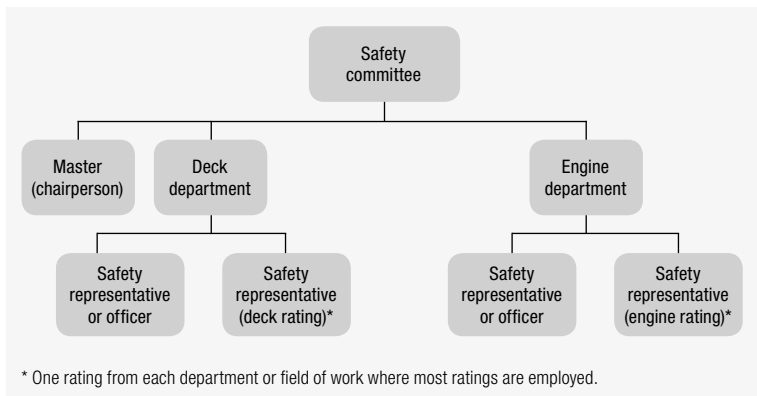 Safety
committee
Master
(chairperson)
Deck
department
Engine
department
Safety
representative
or officer
Safety
representative
(deck rating)*
Safety
representative
or officer
Safety
representative
(engine rating)*
* One rating from each department or field of work where most ratings are employed.